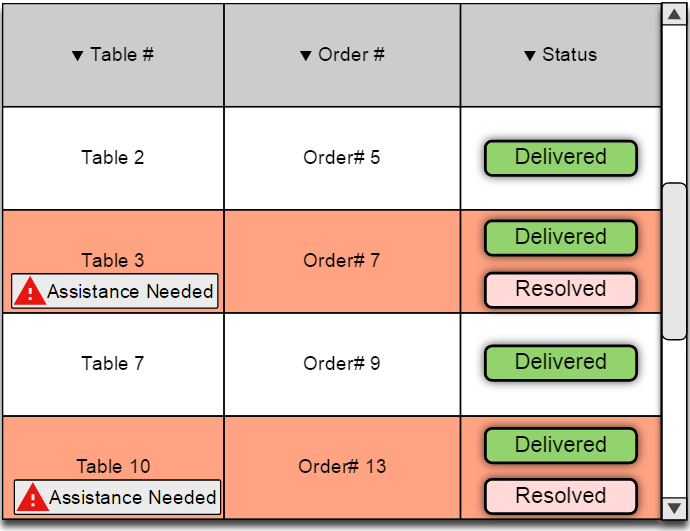 ▼ Table # ▼ Order # ▼ Status
Table 2 Order# 5 Delivered
Delivered
Table 3 Order# 7
Assistance Needed Resolved
Table 7 Order# 9 Delivered
Delivered
Table 10 Order# 13
Assistance Needed Resolved